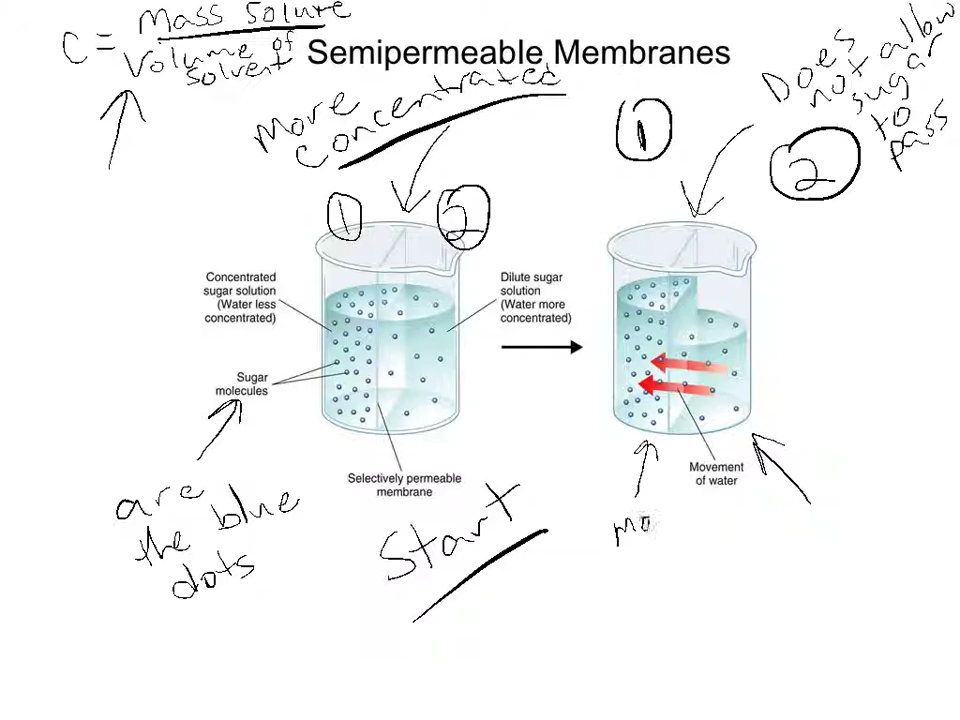 C = Mass Solute
Volume of
Solvent
Semipermeable Membranes
More
Concentrated
Does
not allow
sugar
to
pass
1
2
1
2
Concentrated
sugar solution
(Water less
concentrated)
Dilute sugar
solution
(Water more
concentrated)
Sugar
molecules
Selectively permeable
membrane
Movement
of water
are
the blue
dots
Start
mo